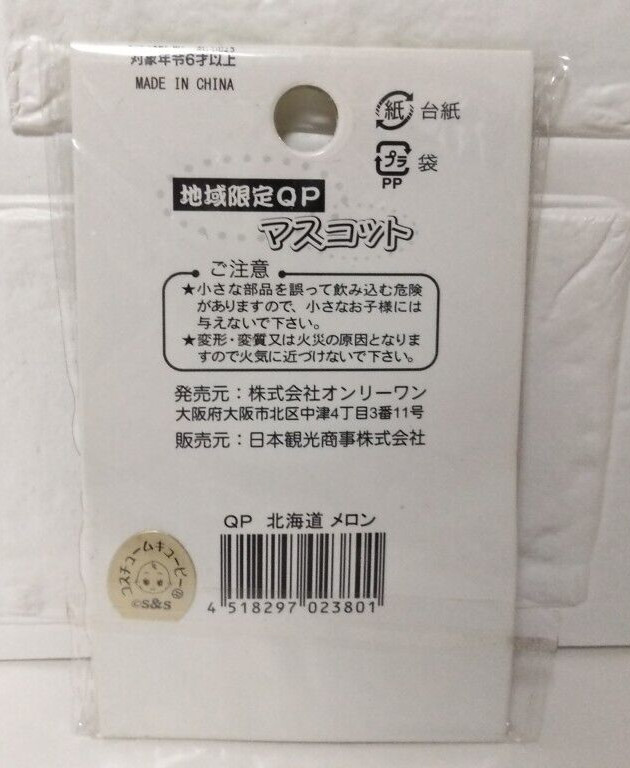 対象年令6才以上
MADE IN CHINA
紙 台紙
プラ 袋
PP
地域限定QP
マスコット
ご注意
★小さな部品を誤って飲み込む危険
がありますので、小さなお子様には
与えないで下さい。
★変形・変質又は火災の原因となりま
すので火気に近づけないで下さい。
発売元：株式会社オンリーワン
大阪府大阪市北区中津4丁目3番11号
販売元：日本観光商事株式会社
QP 北海道 メロン
コスチュームキューピー
©S&S
4 518297 023801